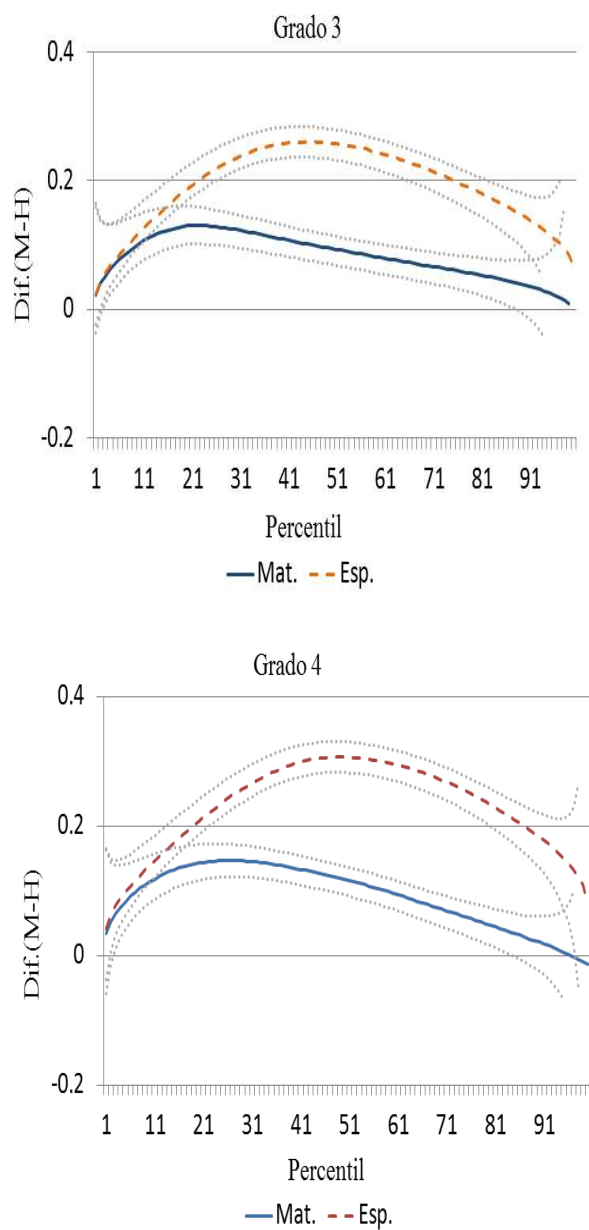 Grado 3
0.4
0.2
0
-0.2
Dif.(M-H)
1 11 21 31 41 51 61 71 81 91
Percentil
Mat. Esp.
Grado 4
0.4
0.2
0
-0.2
Dif.(M-H)
1 11 21 31 41 51 61 71 81 91
Percentil
Mat. Esp.